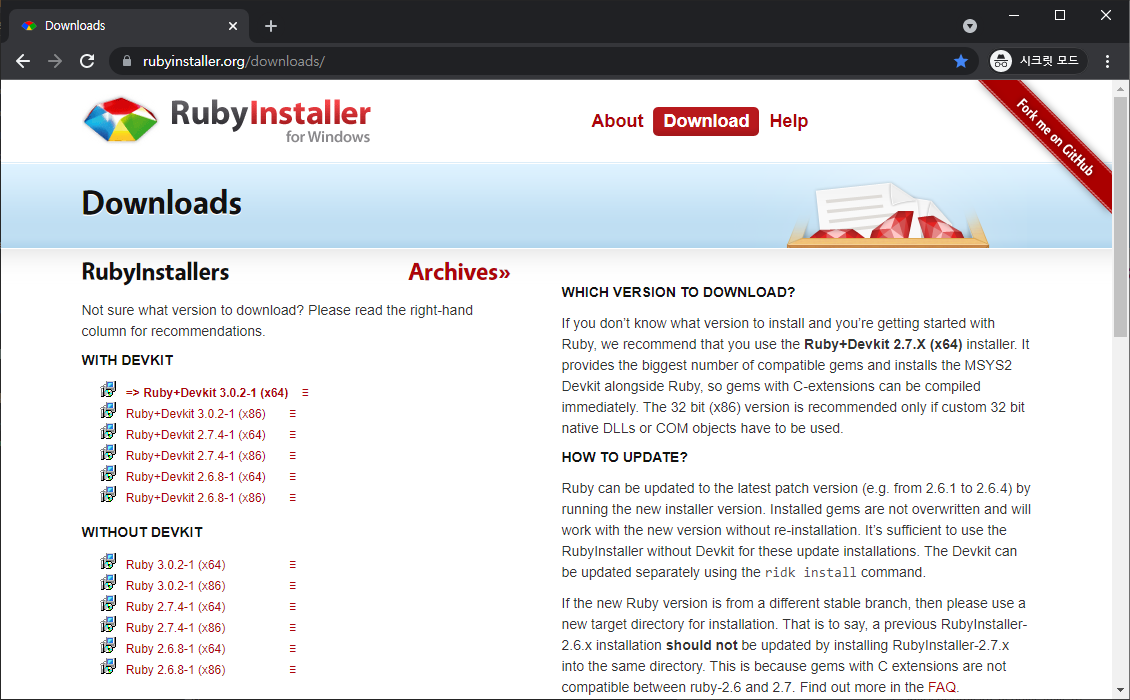 Downloads
rubyinstaller.org/downloads/
시크릿 모드
RubyInstaller
for Windows
About
Download
Help
Fork me on GitHub
Downloads
RubyInstallers
Archives»
Not sure what version to download? Please read the right-hand
column for recommendations.
WITH DEVKIT
=> Ruby+Devkit 3.0.2-1 (x64)
Ruby+Devkit 3.0.2-1 (x86)
Ruby+Devkit 2.7.4-1 (x64)
Ruby+Devkit 2.7.4-1 (x86)
Ruby+Devkit 2.6.8-1 (x64)
Ruby+Devkit 2.6.8-1 (x86)
WITHOUT DEVKIT
Ruby 3.0.2-1 (x64)
Ruby 3.0.2-1 (x86)
Ruby 2.7.4-1 (x64)
Ruby 2.7.4-1 (x86)
Ruby 2.6.8-1 (x64)
Ruby 2.6.8-1 (x86)
WHICH VERSION TO DOWNLOAD?
If you don’t know what version to install and you’re getting started with
Ruby, we recommend that you use the Ruby+Devkit 2.7.X (x64) installer. It
provides the biggest number of compatible gems and installs the MSYS2
Devkit alongside Ruby, so gems with C-extensions can be compiled
immediately. The 32 bit (x86) version is recommended only if custom 32 bit
native DLLs or COM objects have to be used.
HOW TO UPDATE?
Ruby can be updated to the latest patch version (e.g. from 2.6.1 to 2.6.4) by
running the new installer version. Installed gems are not overwritten and will
work with the new version without re-installation. It’s sufficient to use the
RubyInstaller without Devkit for these update installations. The Devkit can
be updated separately using the ridk install command.
If the new Ruby version is from a different stable branch, then please use a
new target directory for installation. That is to say, a previous RubyInstaller-
2.6.x installation should not be updated by installing RubyInstaller-2.7.x
into the same directory. This is because gems with C extensions are not
compatible between ruby-2.6 and 2.7. Find out more in the FAQ.